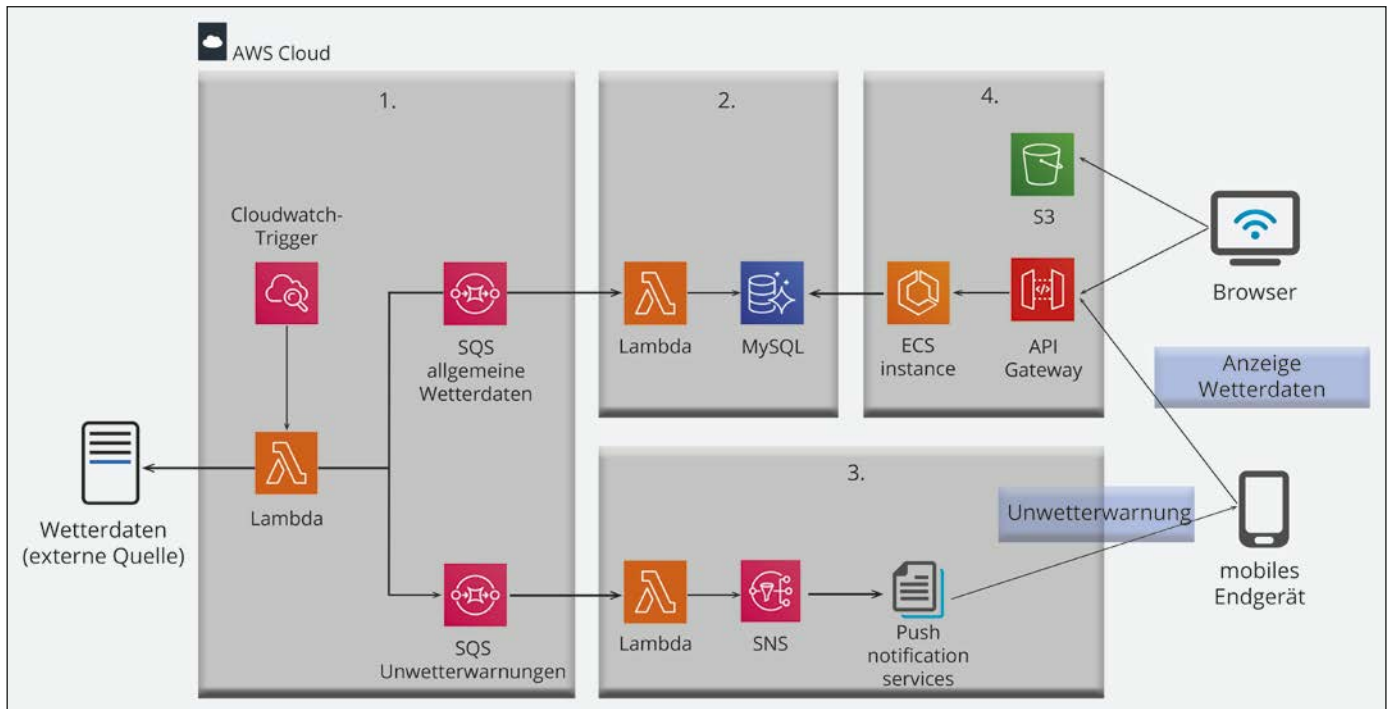 AWS Cloud
1.
2.
4.
Cloudwatch-
Trigger
S3
SQS
allgemeine
Wetterdaten
Lambda
MySQL
ECS
instance
API
Gateway
Browser
Anzeige
Wetterdaten
Lambda
Wetterdaten
(externe Quelle)
3.
Unwetterwarnung
SQS
Unwetterwarnungen
Lambda
SNS
Push
notification
services
mobiles
Endgerät